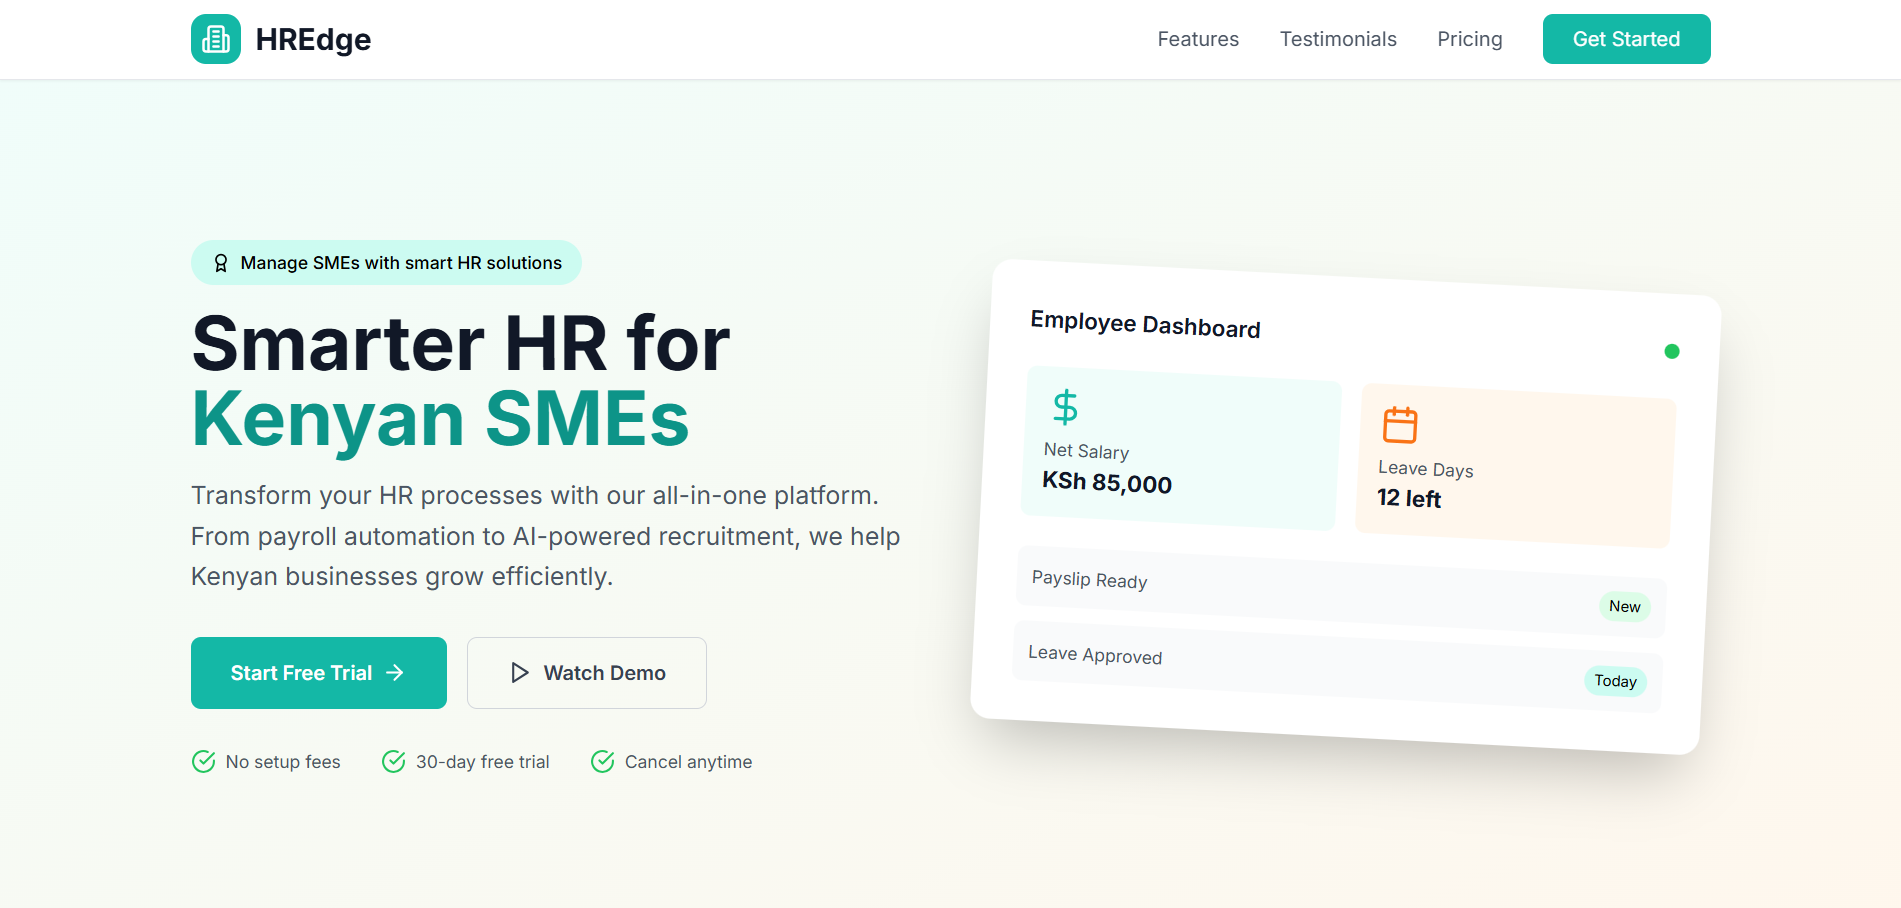 HREdge
Features
Testimonials
Pricing
Get Started
Manage SMEs with smart HR solutions
Smarter HR for
Kenyan SMEs
Transform your HR processes with our all-in-one platform.
From payroll automation to AI-powered recruitment, we help
Kenyan businesses grow efficiently.
Start Free Trial
Watch Demo
No setup fees
30-day free trial
Cancel anytime
Employee Dashboard
Net Salary
KSh 85,000
Leave Days
12 left
Payslip Ready
New
Leave Approved
Today